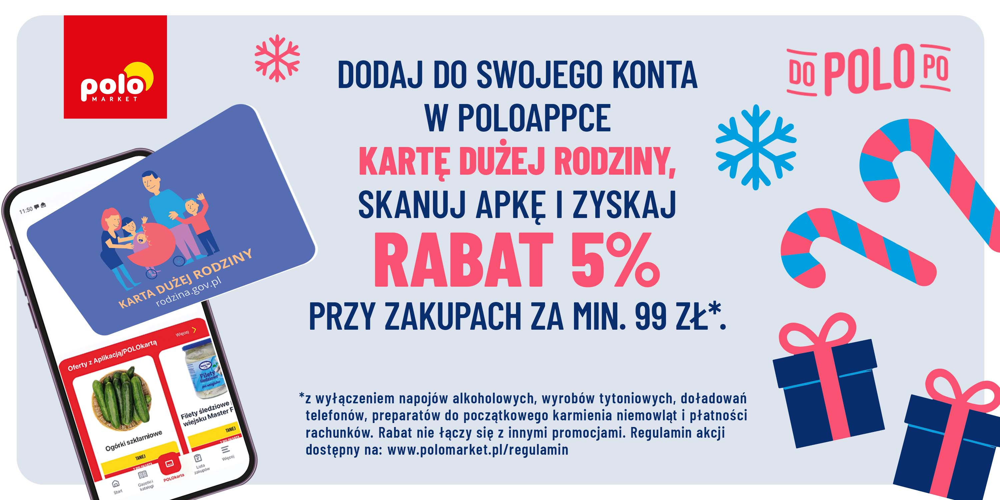 polo
MARKET
DO POLO PO
DODAJ DO SWOJEGO KONTA
W POLOAPPCE
KARTĘ DUŻEJ RODZINY,
SKANUJ APKĘ I ZYSKAJ
RABAT 5%
PRZY ZAKUPACH ZA MIN. 99 ZŁ*.
*z wyłączeniem napojów alkoholowych, wyrobów tytoniowych, doładowań
telefonów, preparatów do początkowego karmienia niemowląt i płatności
rachunków. Rabat nie łączy się z innymi promocjami. Regulamin akcji
dostępny na: www.polomarket.pl/regulamin
11:50
KARTA DUŻEJ RODZINY
rodzina.gov.pl
Oferty z Aplikacją/POLOkartą
Więcej
Filety
śledziowe
po wiejsku
Ogórki szklarniowe
Filety śledziowe
wiejsku Master F
TANIEJ
TANIEJ
Z POLOKARTĄ
Z POLOKARTĄ
Start
Gazetki i
katalogi
POLOkarta
Lista
zakupów
Więcej